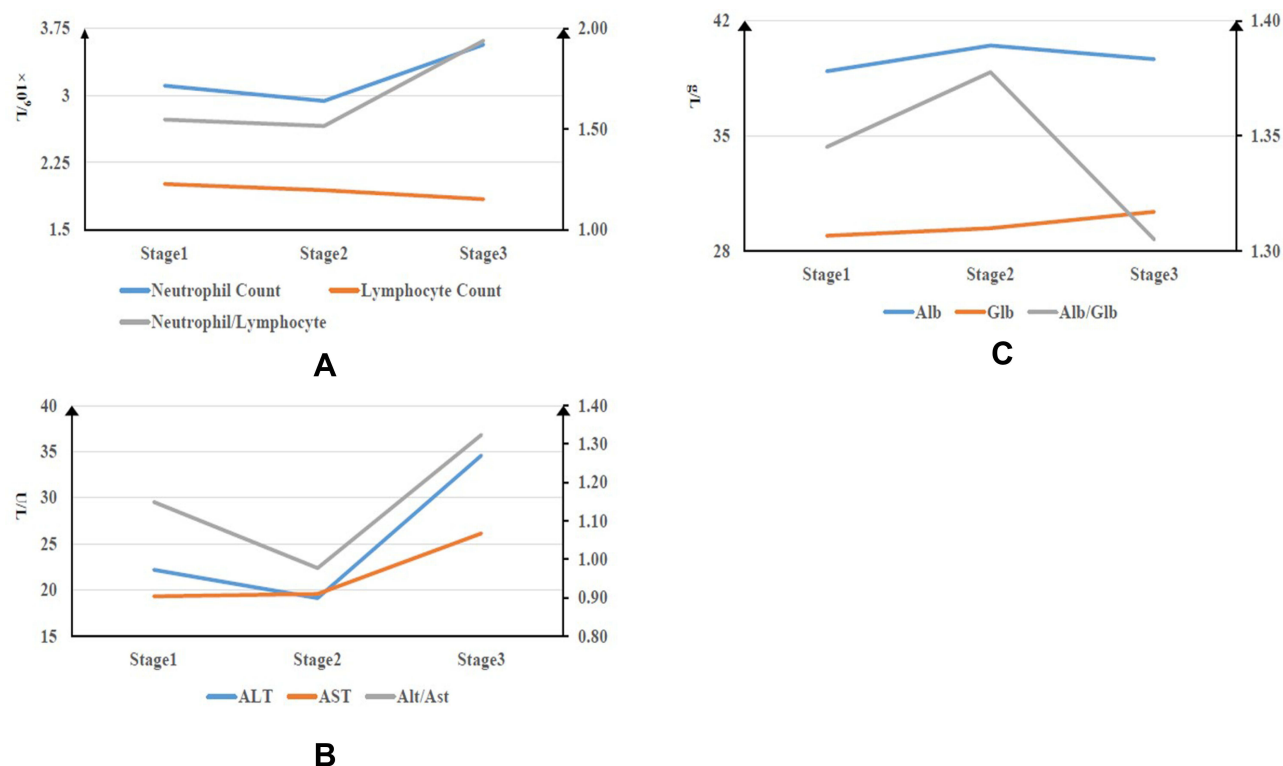 3.75
3
2.25
1.5
× 10⁹/L
2.00
1.50
1.00
Stage1 Stage2 Stage3
Neutrophil Count Lymphocyte Count
Neutrophil/Lymphocyte
A
42
35
28
g/L
1.40
1.35
1.30
Stage1 Stage2 Stage3
Alb Glb Alb/Glb
C
40
35
30
25
20
15
U/L
1.40
1.30
1.20
1.10
1.00
0.90
0.80
Stage1 Stage2 Stage3
ALT AST Alt/Ast
B